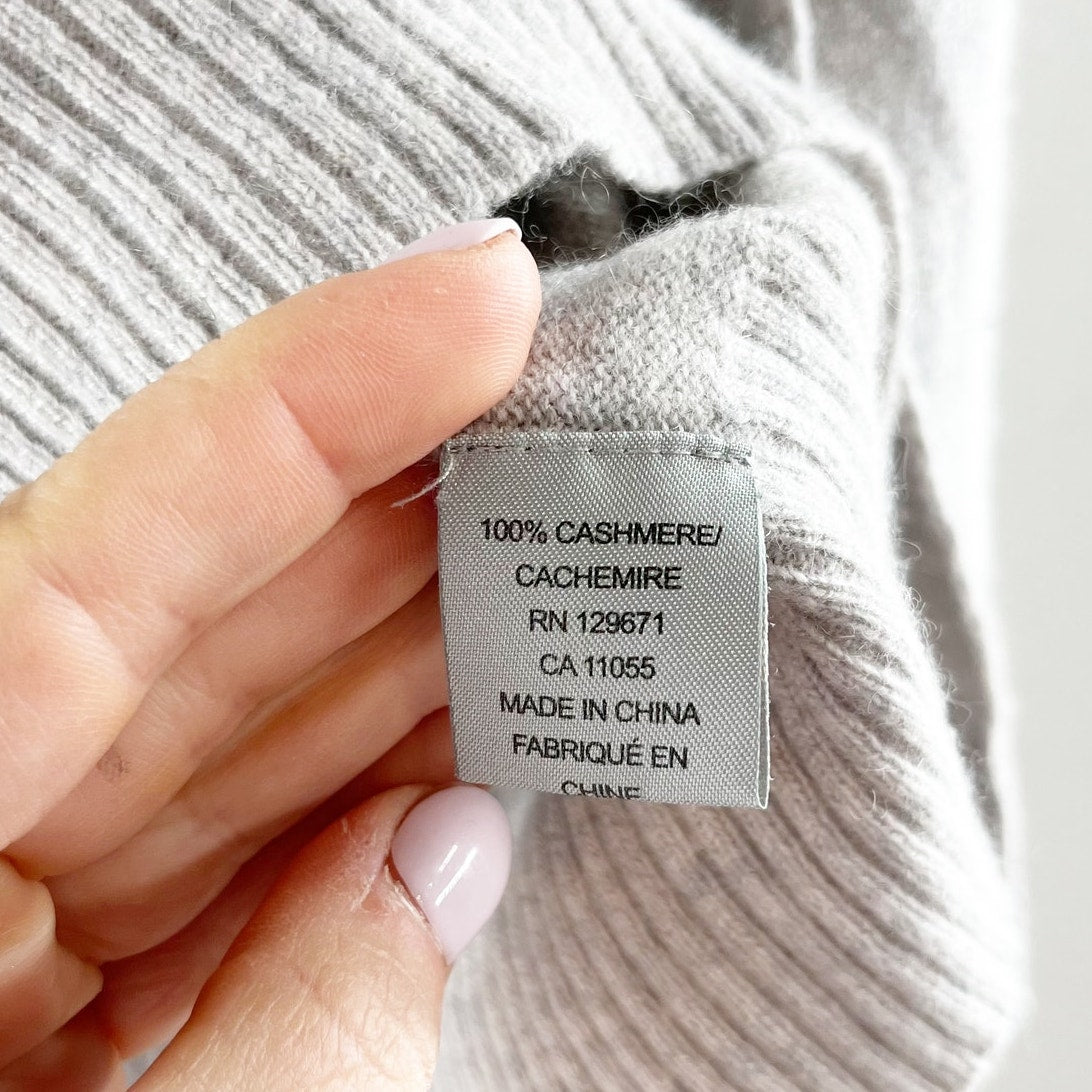 100% CASHMERE/
CACHEMIRE
RN 129671
CA 11055
MADE IN CHINA
FABRIQUÉ EN
CHINE